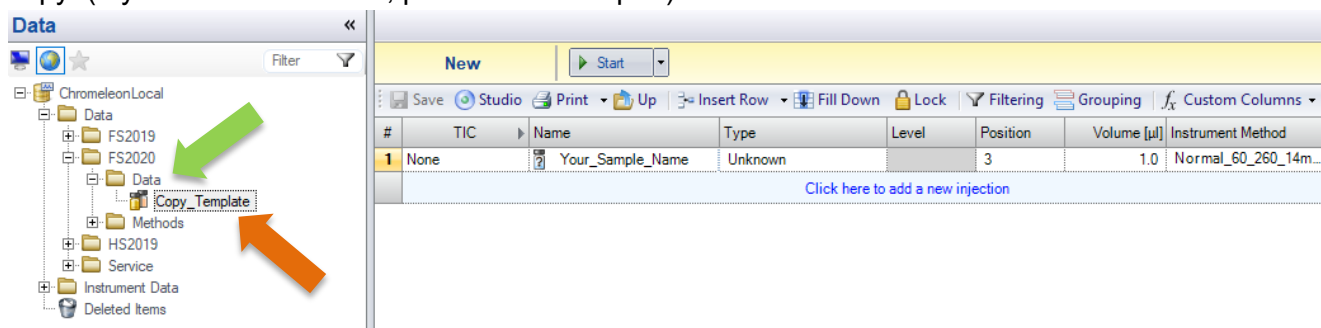 Data «
Filter
ChromeleonLocal
Data
FS2019
FS2020
Data
Copy_Template
Methods
HS2019
Service
Instrument Data
Deleted Items
New Start
Save Studio Print Up Insert Row Fill Down Lock Filtering Grouping fx Custom Columns
# TIC Name Type Level Position Volume [µl] Instrument Method
1 None Your_Sample_Name Unknown 3 1.0 Normal_60_260_14m...
Click here to add a new injection